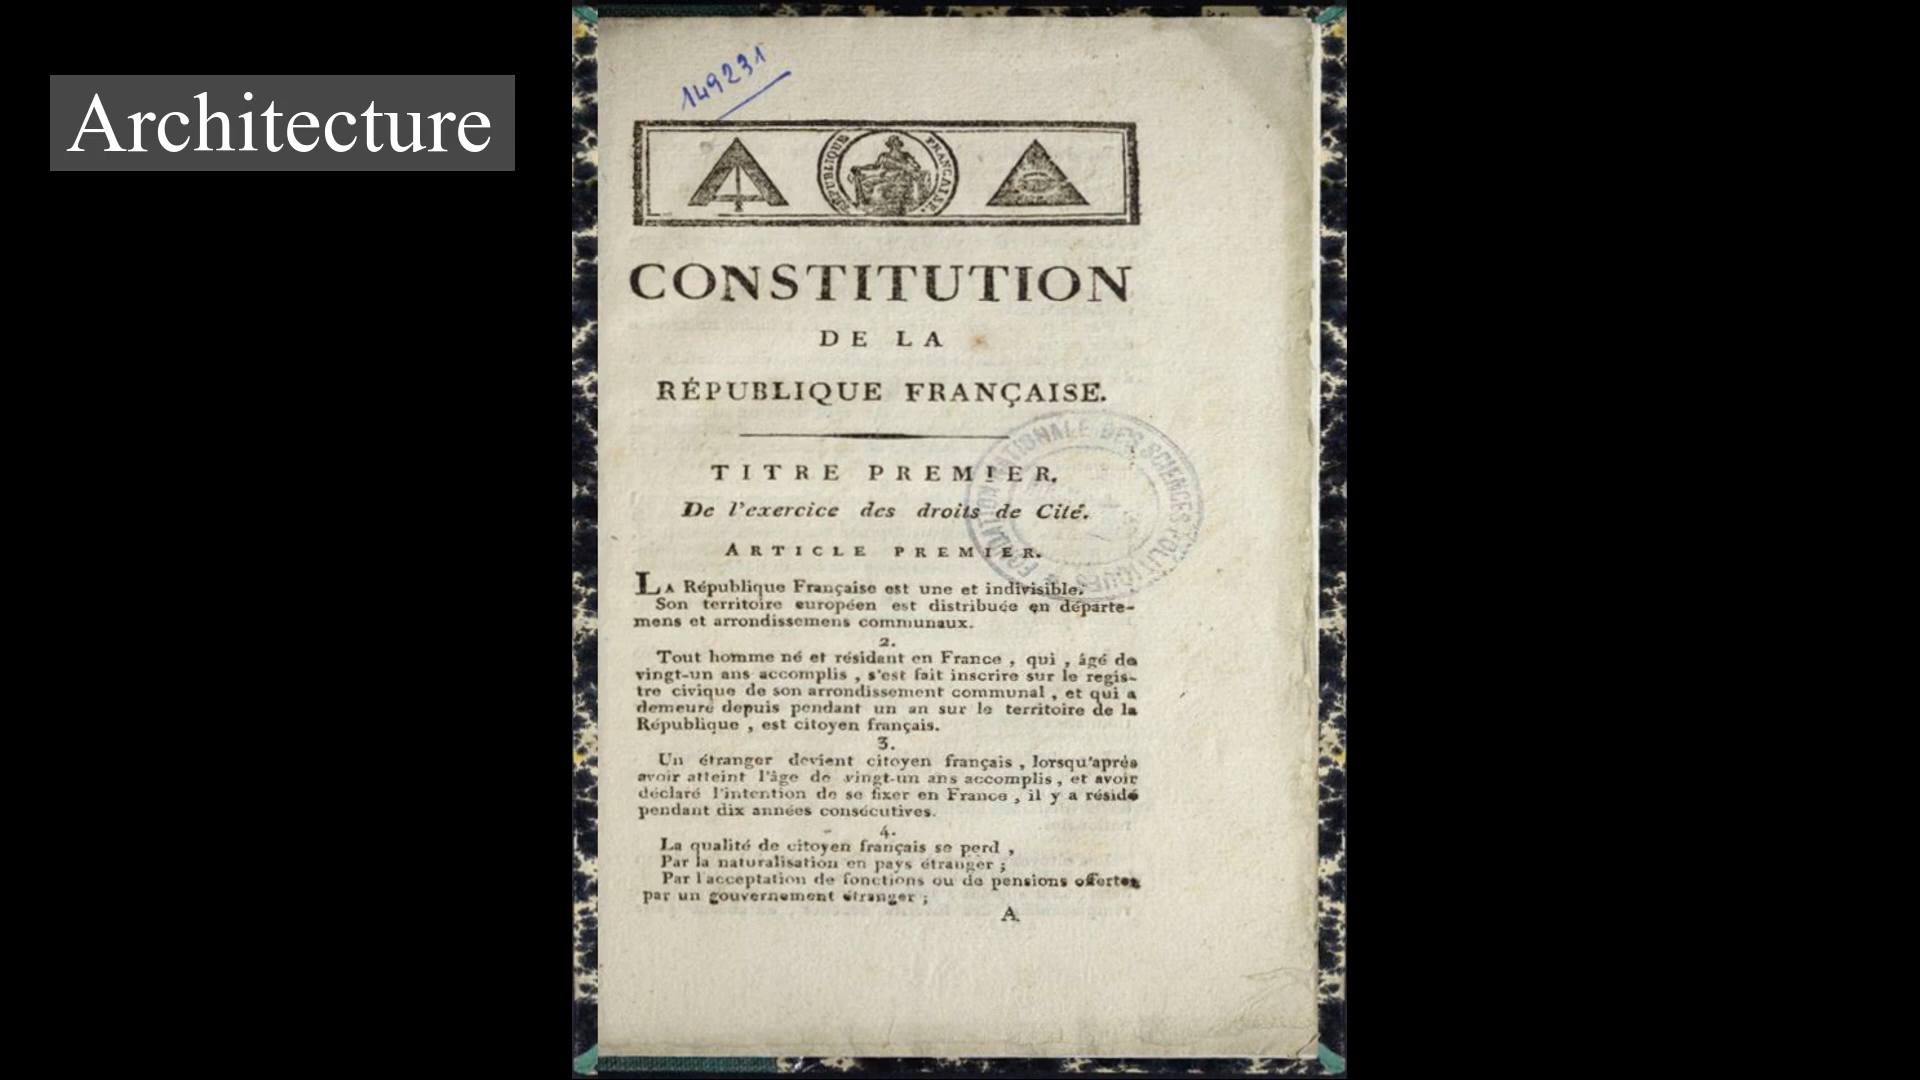 Architecture
149231
RÉPUBLIQUE FRANÇAISE.
CONSTITUTION
DE LA
RÉPUBLIQUE FRANÇAISE.
TITRE PREMIER.
De l'exercice des droits de Cité.
ARTICLE PREMIER.
LA République Française est une et indivisible.
Son territoire européen est distribuée en départe-
mens et arrondissemens communaux.
2.
Tout homme né et résidant en France , qui , âgé de
vingt-un ans accomplis , s'est fait inscrire sur le regis-
tre civique de son arrondissement communal , et qui a
demeuré depuis pendant un an sur le territoire de la
République , est citoyen français.
3.
Un étranger devient citoyen français , lorsqu'après
avoir atteint l'âge de vingt-un ans accomplis , et avoir
déclaré l'intention de se fixer en France , il y a résidé
pendant dix années consécutives.
4.
La qualité de citoyen français se perd ,
Par la naturalisation en pays étranger ;
Par l'acceptation de fonctions ou de pensions offertes
par un gouvernement étranger ;
A
FONDATION NATIONALE DES SCIENCES POLITIQUES